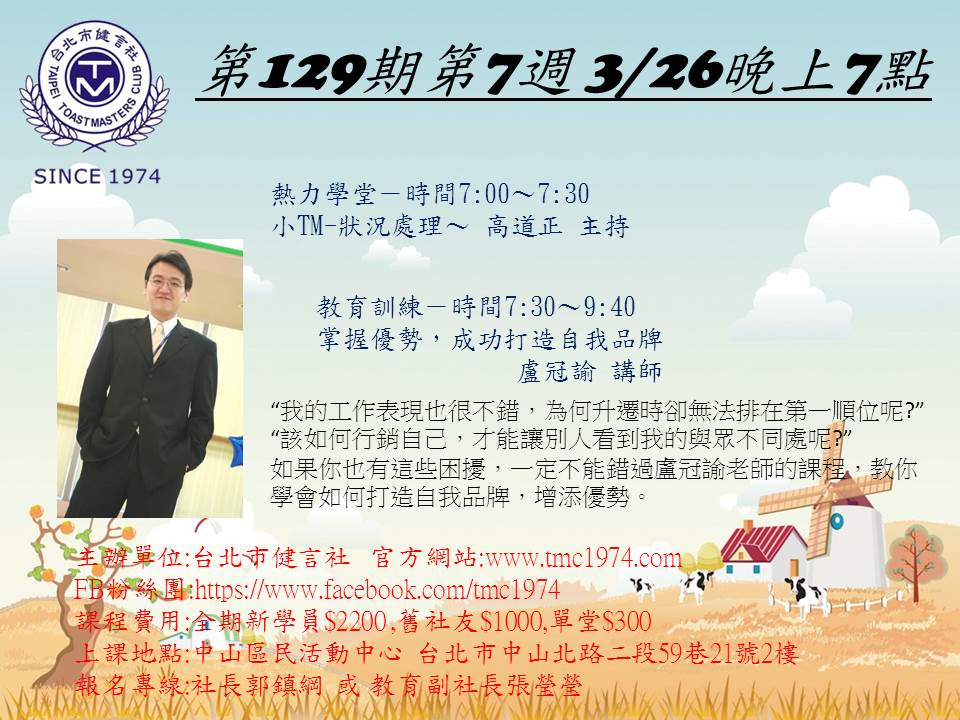 第129期第7週 3/26晚上7點
台北市健言社
TM
TAIPEI TOASTMASTERS CLUB
SINCE 1974
熱力學堂－時間7:00～7:30
小TM-狀況處理～ 高道正 主持
教育訓練－時間7:30～9:40
掌握優勢，成功打造自我品牌
盧冠諭 講師
“我的工作表現也很不錯，為何升遷時卻無法排在第一順位呢?”
“該如何行銷自己，才能讓別人看到我的與眾不同處呢?”
如果你也有這些困擾，一定不能錯過盧冠諭老師的課程，教你
學會如何打造自我品牌，增添優勢。
主辦單位:台北市健言社 官方網站:www.tmc1974.com
FB粉絲團:https://www.facebook.com/tmc1974
課程費用:全期新學員$2200 ,舊社友$1000,單堂$300
上課地點:中山區民活動中心 台北市中山北路二段59巷21號2樓
報名專線:社長郭鎮綱 或 教育副社長張瑩瑩